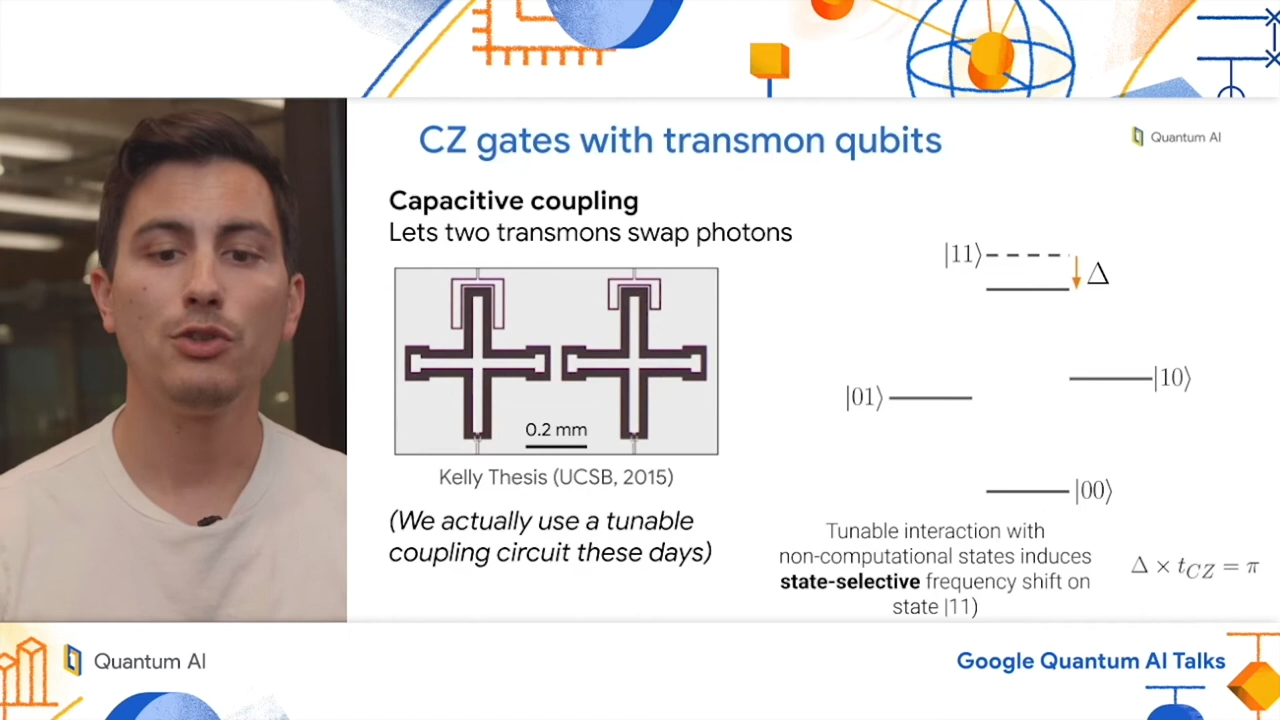 CZ gates with transmon qubits
Quantum AI
Capacitive coupling
Lets two transmons swap photons
0.2 mm
Kelly Thesis (UCSB, 2015)
(We actually use a tunable
coupling circuit these days)
|11⟩
Δ
|10⟩
|01⟩
|00⟩
Tunable interaction with
non-computational states induces
state-selective frequency shift on
state |11⟩
Δ × t_{CZ} = π
Quantum AI
Google Quantum AI Talks